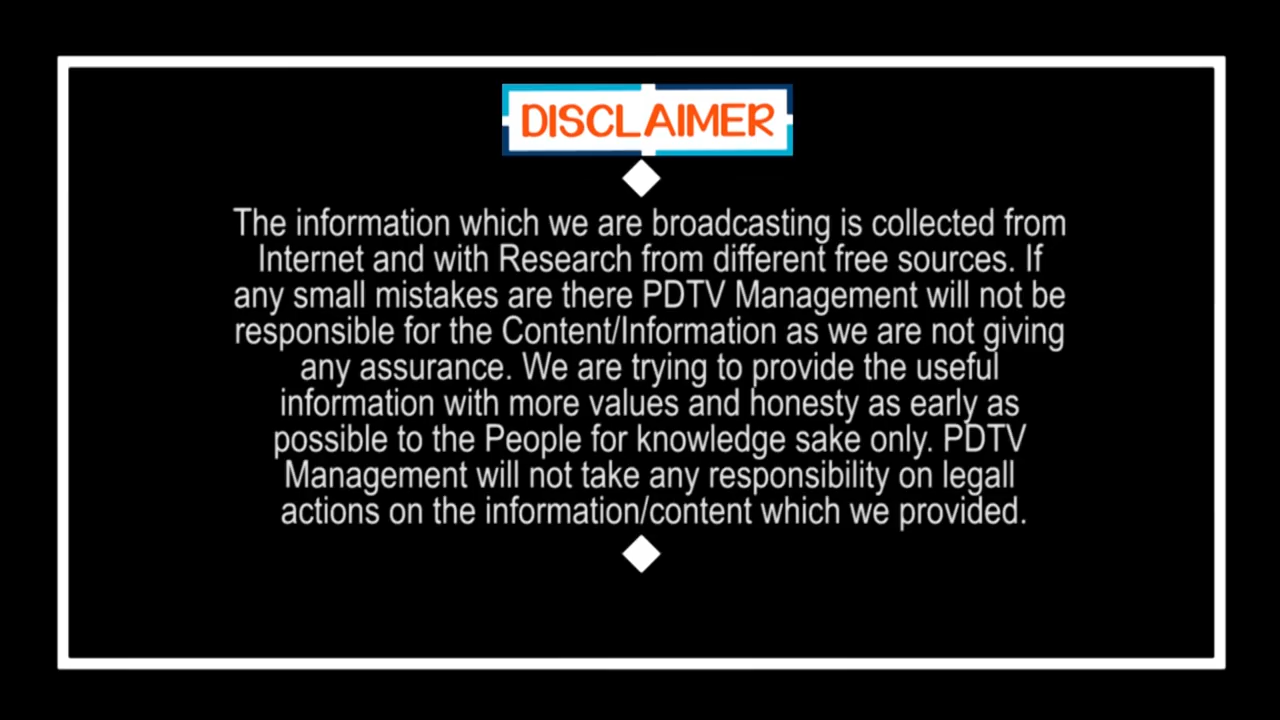 DISCLAIMER
The information which we are broadcasting is collected from
Internet and with Research from different free sources. If
any small mistakes are there PDTV Management will not be
responsible for the Content/Information as we are not giving
any assurance. We are trying to provide the useful
information with more values and honesty as early as
possible to the People for knowledge sake only. PDTV
Management will not take any responsibility on legall
actions on the information/content which we provided.